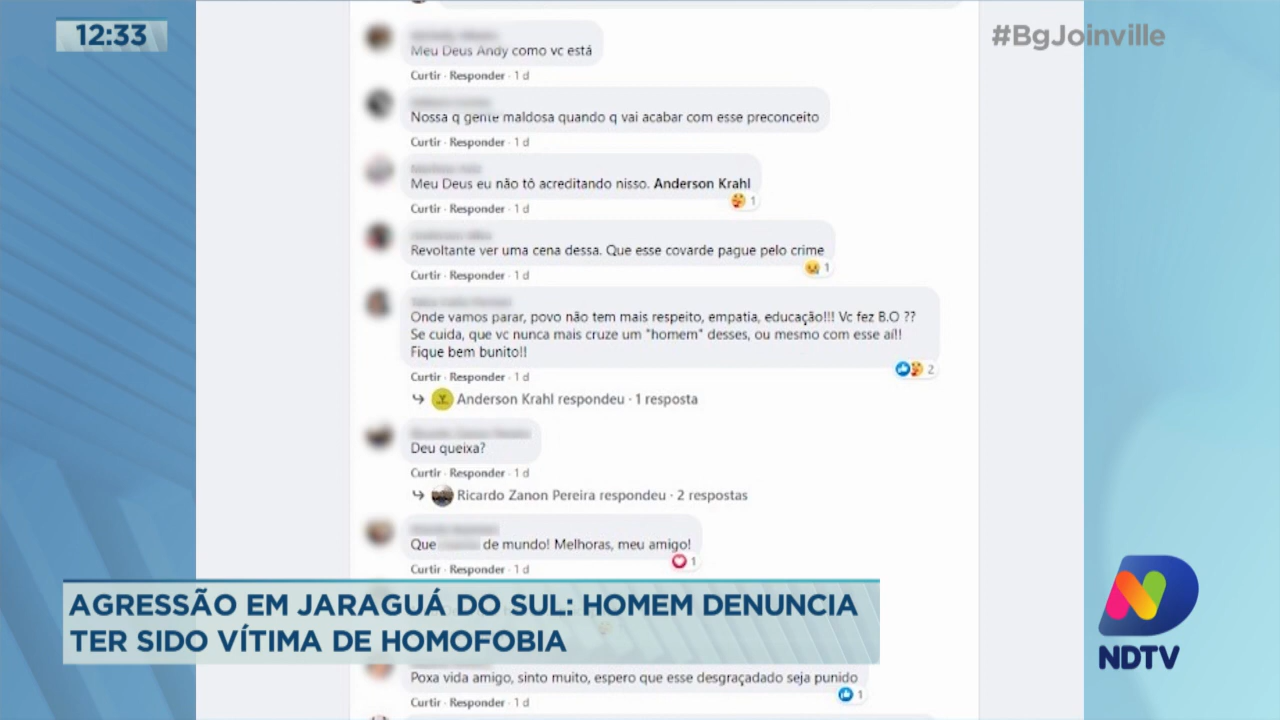 12:33
#BgJoinville
Meu Deus Andy como vc está
Curtir · Responder · 1 d
Nossa q gente maldosa quando q vai acabar com esse preconceito
Curtir · Responder · 1 d
Meu Deus eu não tô acreditando nisso. Anderson Krahl
1
Curtir · Responder · 1 d
Revoltante ver uma cena dessa. Que esse covarde pague pelo crime
1
Curtir · Responder · 1 d
Onde vamos parar, povo não tem mais respeito, empatia, educação!!! Vc fez B.O ??
Se cuida, que vc nunca mais cruze um "homem" desses, ou mesmo com esse aí!!
Fique bem bunito!!
2
Curtir · Responder · 1 d
Anderson Krahl respondeu · 1 resposta
Deu queixa?
Curtir · Responder · 1 d
Ricardo Zanon Pereira respondeu · 2 respostas
Que de mundo! Melhoras, meu amigo!
1
Curtir · Responder · 1 d
AGRESSÃO EM JARAGUÁ DO SUL: HOMEM DENUNCIA
TER SIDO VÍTIMA DE HOMOFOBIA
NDTV
Poxa vida amigo, sinto muito, espero que esse desgraçadado seja punido
1
Curtir · Responder · 1 d